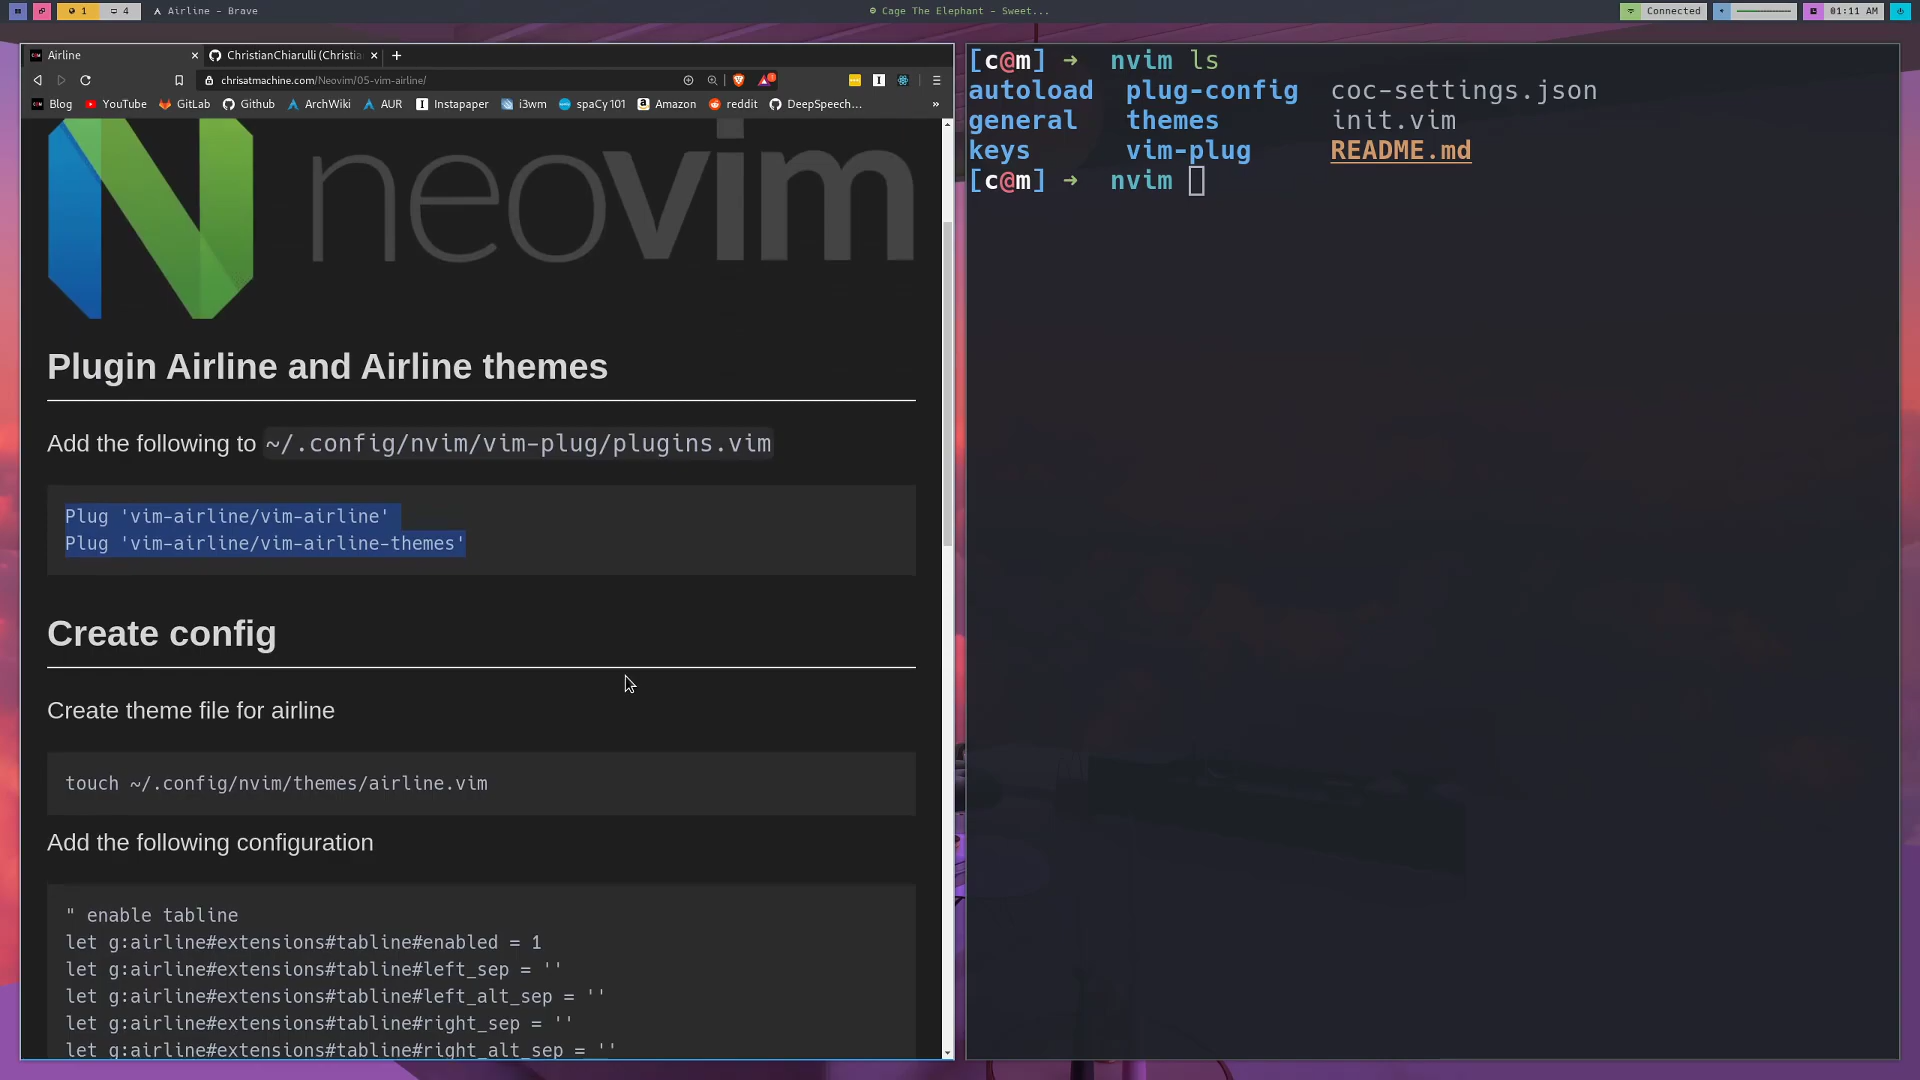 1
4
Airline - Brave
Cage The Elephant - Sweet...
Connected
01:11 AM
Airline
ChristianChiarulli (Christia
chrisatmachine.com/Neovim/05-vim-airline/
Blog
YouTube
GitLab
Github
ArchWiki
AUR
Instapaper
i3wm
spaCy 101
Amazon
reddit
DeepSpeech...
neovim
Plugin Airline and Airline themes
Add the following to ~/.config/nvim/vim-plug/plugins.vim
Plug 'vim-airline/vim-airline'
Plug 'vim-airline/vim-airline-themes'
Create config
Create theme file for airline
touch ~/.config/nvim/themes/airline.vim
Add the following configuration
" enable tabline
let g:airline#extensions#tabline#enabled = 1
let g:airline#extensions#tabline#left_sep = ''
let g:airline#extensions#tabline#left_alt_sep = ''
let g:airline#extensions#tabline#right_sep = ''
let g:airline#extensions#tabline#right_alt_sep = ''
[c@m] → nvim ls
autoload plug-config coc-settings.json
general themes init.vim
keys vim-plug README.md
[c@m] → nvim